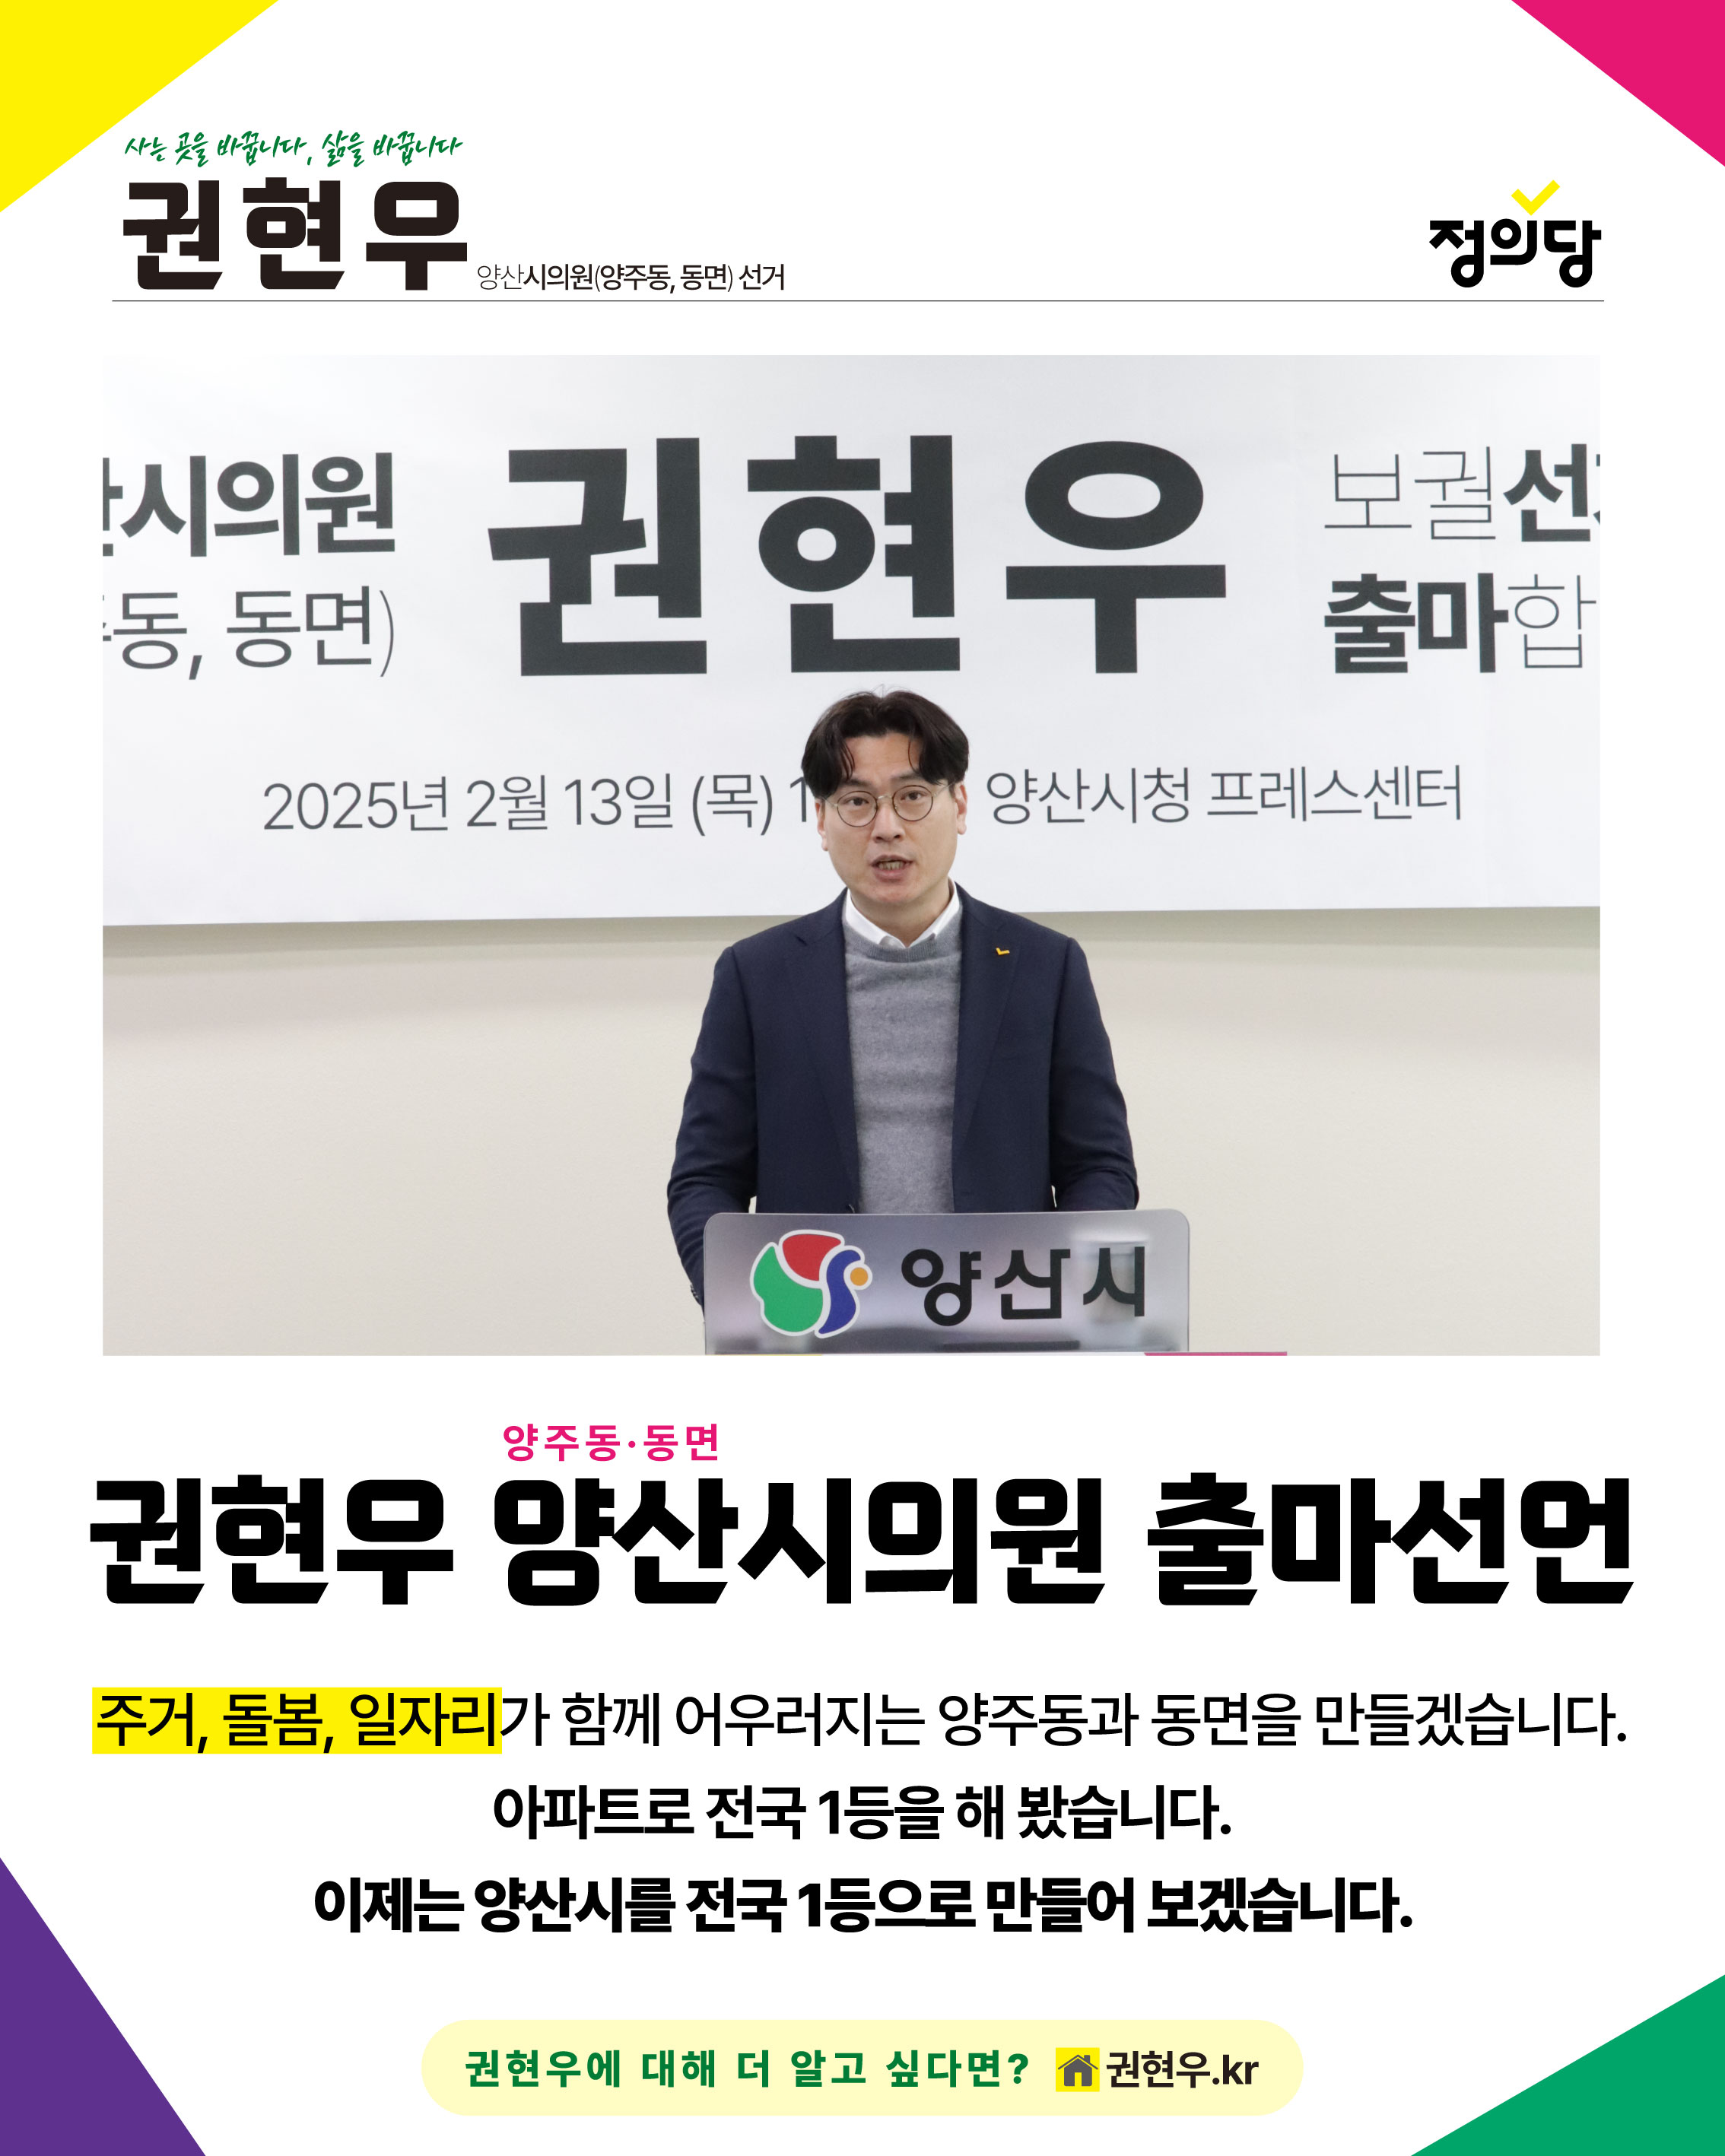 사는 곳을 바꿉니다, 삶을 바꿉니다
권현우 양산시의원(양주동, 동면) 선거
정의당
시의원 권현우 보궐선
동, 동면) 출마합
2025년 2월 13일 (목) 1 양산시청 프레스센터
양산시
양주동·동면
권현우 양산시의원 출마선언
주거, 돌봄, 일자리가 함께 어우러지는 양주동과 동면을 만들겠습니다.
아파트로 전국 1등을 해 봤습니다.
이제는 양산시를 전국 1등으로 만들어 보겠습니다.
권현우에 대해 더 알고 싶다면? 권현우.kr